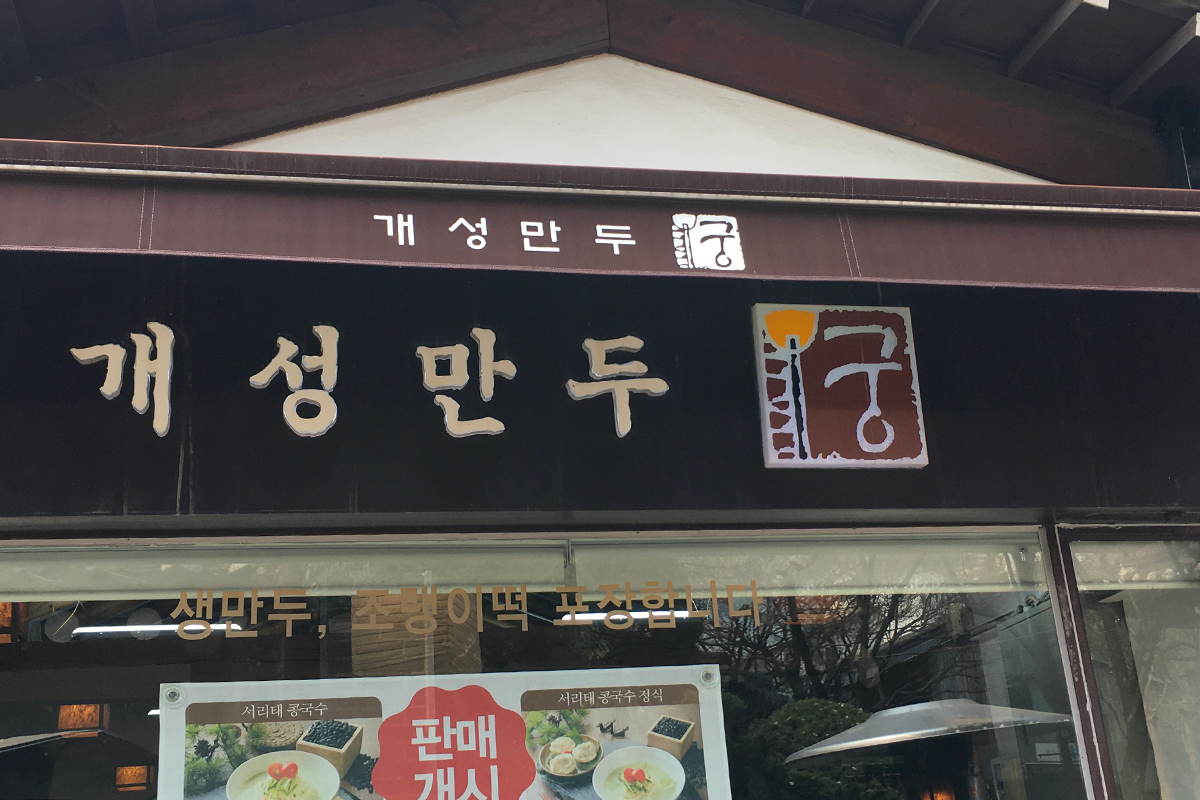 개성만두 궁
개성만두 궁
생만두, 조랭이떡 포장합니다
서리태 콩국수
판매
개시
서리태 콩국수 정식